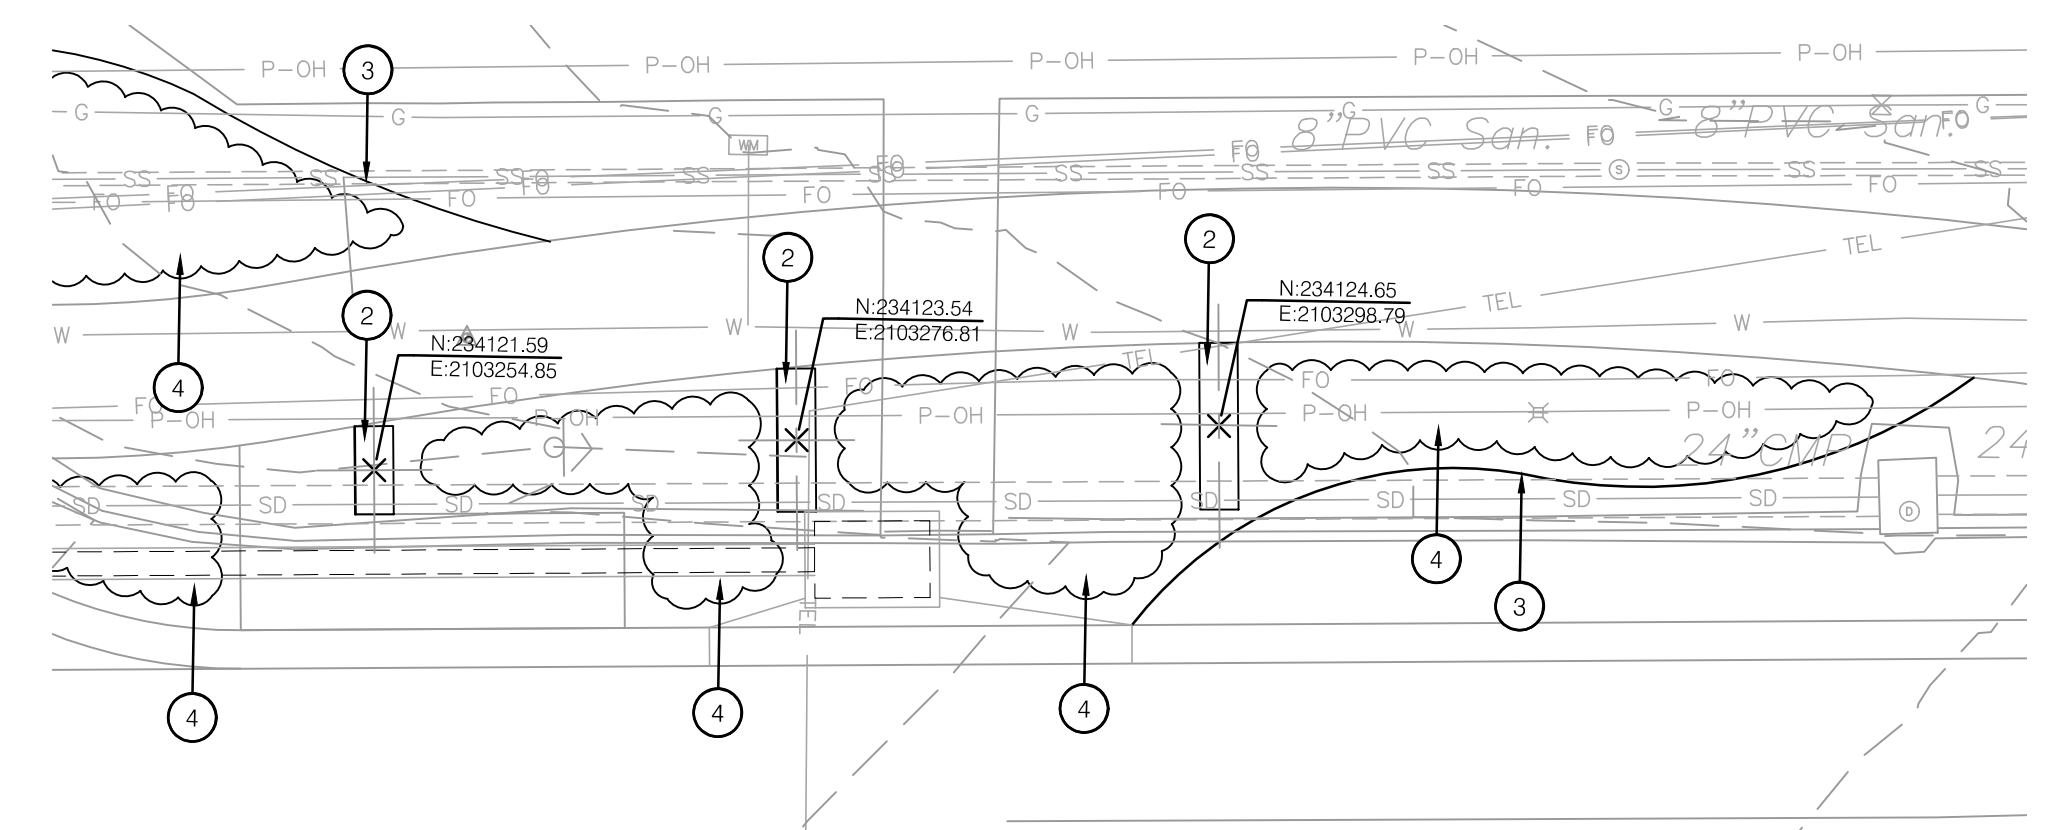 P-OH
3
P-OH
P-OH
P-OH
P-OH
G
G
G
G
G
G
G
8"PVC San.
8"PVC San.
FO
FO
FO
FO
WM
SS
SS
SS
SS
SS
SS
SS
SS
SS
SS
S
FO
FO
FO
FO
FO
FO
FO
FO
2
2
TEL
TEL
TEL
N:234124.65
E:2103298.79
N:234123.54
E:2103276.81
2
W
W
W
W
W
W
N:234121.59
E:2103254.85
4
FO
FO
FO
FO
FO
P-OH
P-OH
P-OH
P-OH
P-OH
24"CMP
24
SD
SD
SD
SD
SD
SD
SD
SD
SD
SD
D
4
3
4
4
4